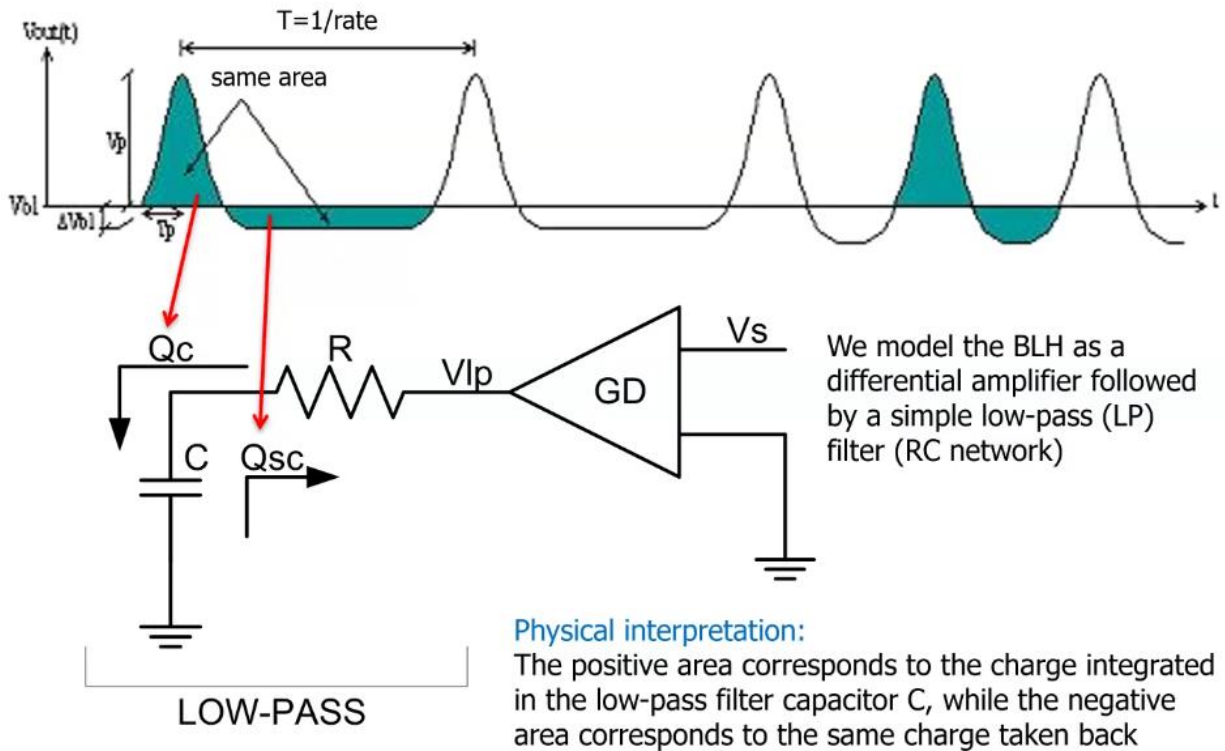 Vout(t)
T=1/rate
same area
Vp
Vbl
ΔVbl
Tp
t
Qc
R
Vlp
GD
Vs
C
Qsc
We model the BLH as a
differential amplifier followed
by a simple low-pass (LP)
filter (RC network)
LOW-PASS
Physical interpretation:
The positive area corresponds to the charge integrated
in the low-pass filter capacitor C, while the negative
area corresponds to the same charge taken back